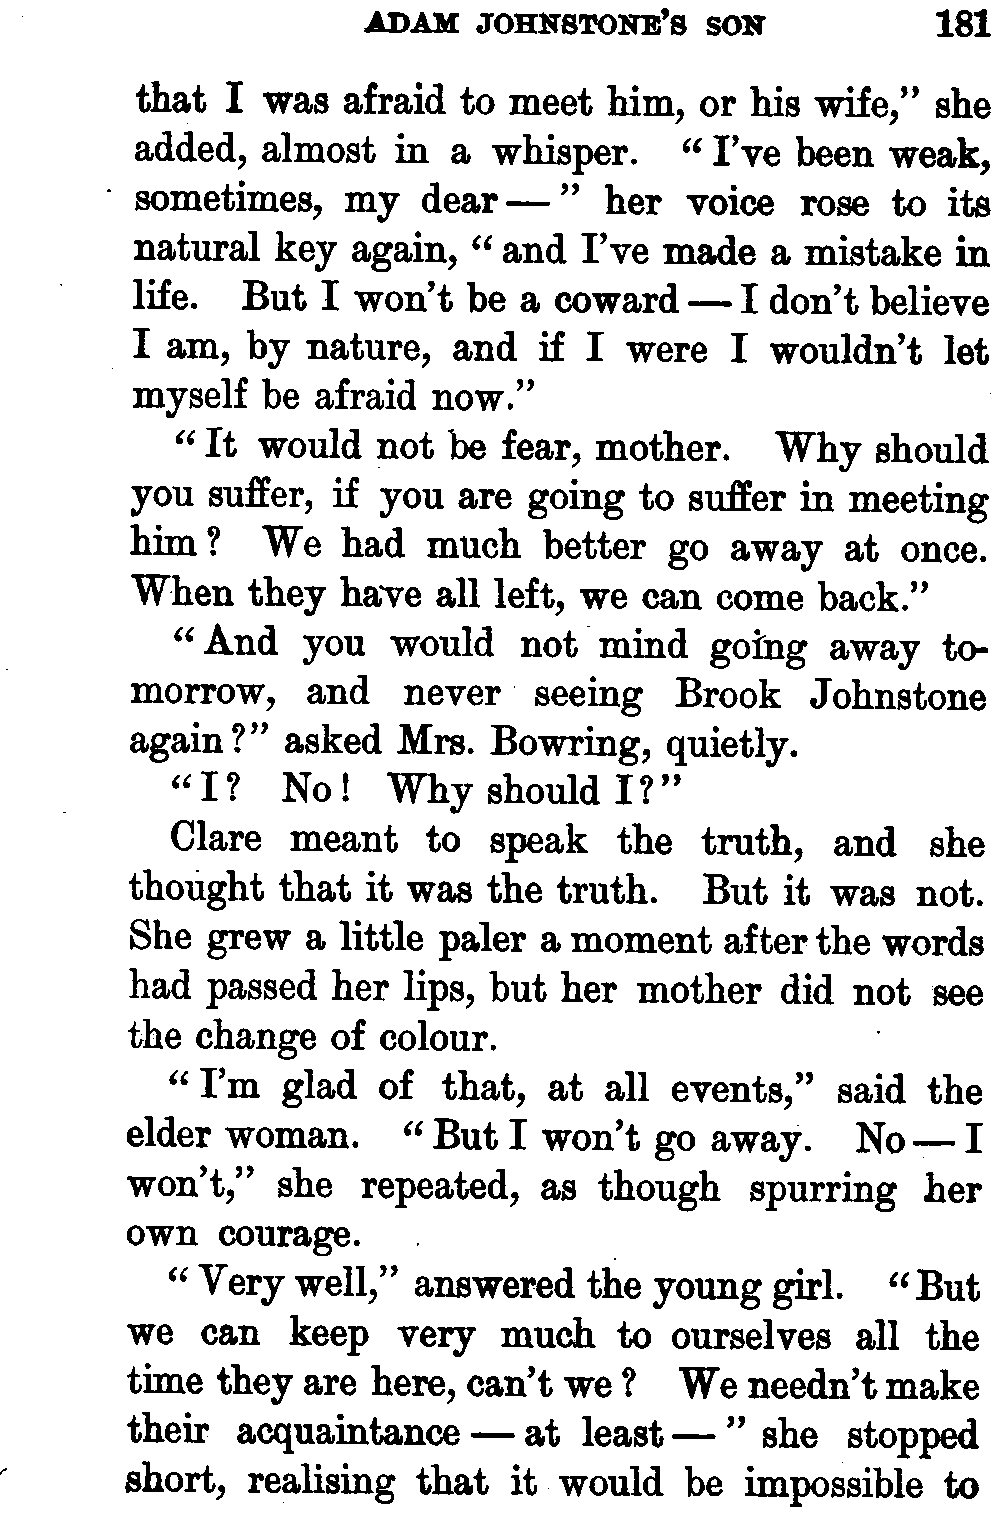 ADAM JOHNSTONE'S SON 181
that I was afraid to meet him, or his wife," she
added, almost in a whisper. "I've been weak,
sometimes, my dear—" her voice rose to its
natural key again, "and I've made a mistake in
life. But I won't be a coward—I don't believe
I am, by nature, and if I were I wouldn't let
myself be afraid now."
"It would not be fear, mother. Why should
you suffer, if you are going to suffer in meeting
him? We had much better go away at once.
When they have all left, we can come back."
"And you would not mind going away to-
morrow, and never seeing Brook Johnstone
again?" asked Mrs. Bowring, quietly.
"I? No! Why should I?"
Clare meant to speak the truth, and she
thought that it was the truth. But it was not.
She grew a little paler a moment after the words
had passed her lips, but her mother did not see
the change of colour.
"I'm glad of that, at all events," said the
elder woman. "But I won't go away. No—I
won't," she repeated, as though spurring her
own courage.
"Very well," answered the young girl. "But
we can keep very much to ourselves all the
time they are here, can't we? We needn't make
their acquaintance—at least—" she stopped
short, realising that it would be impossible to